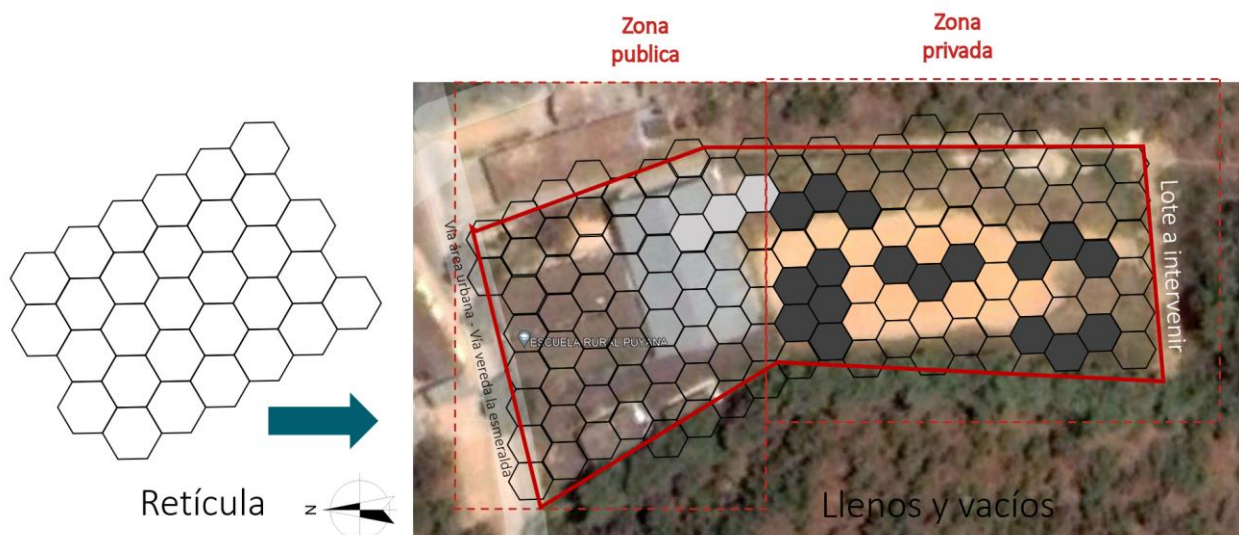 Zona
publica
Zona
privada
Lote a intervenir
Vía área urbana - Vía vereda la esmeralda
ESCUELA RURAL PUYANA
Retícula
N
Llenos y vacíos